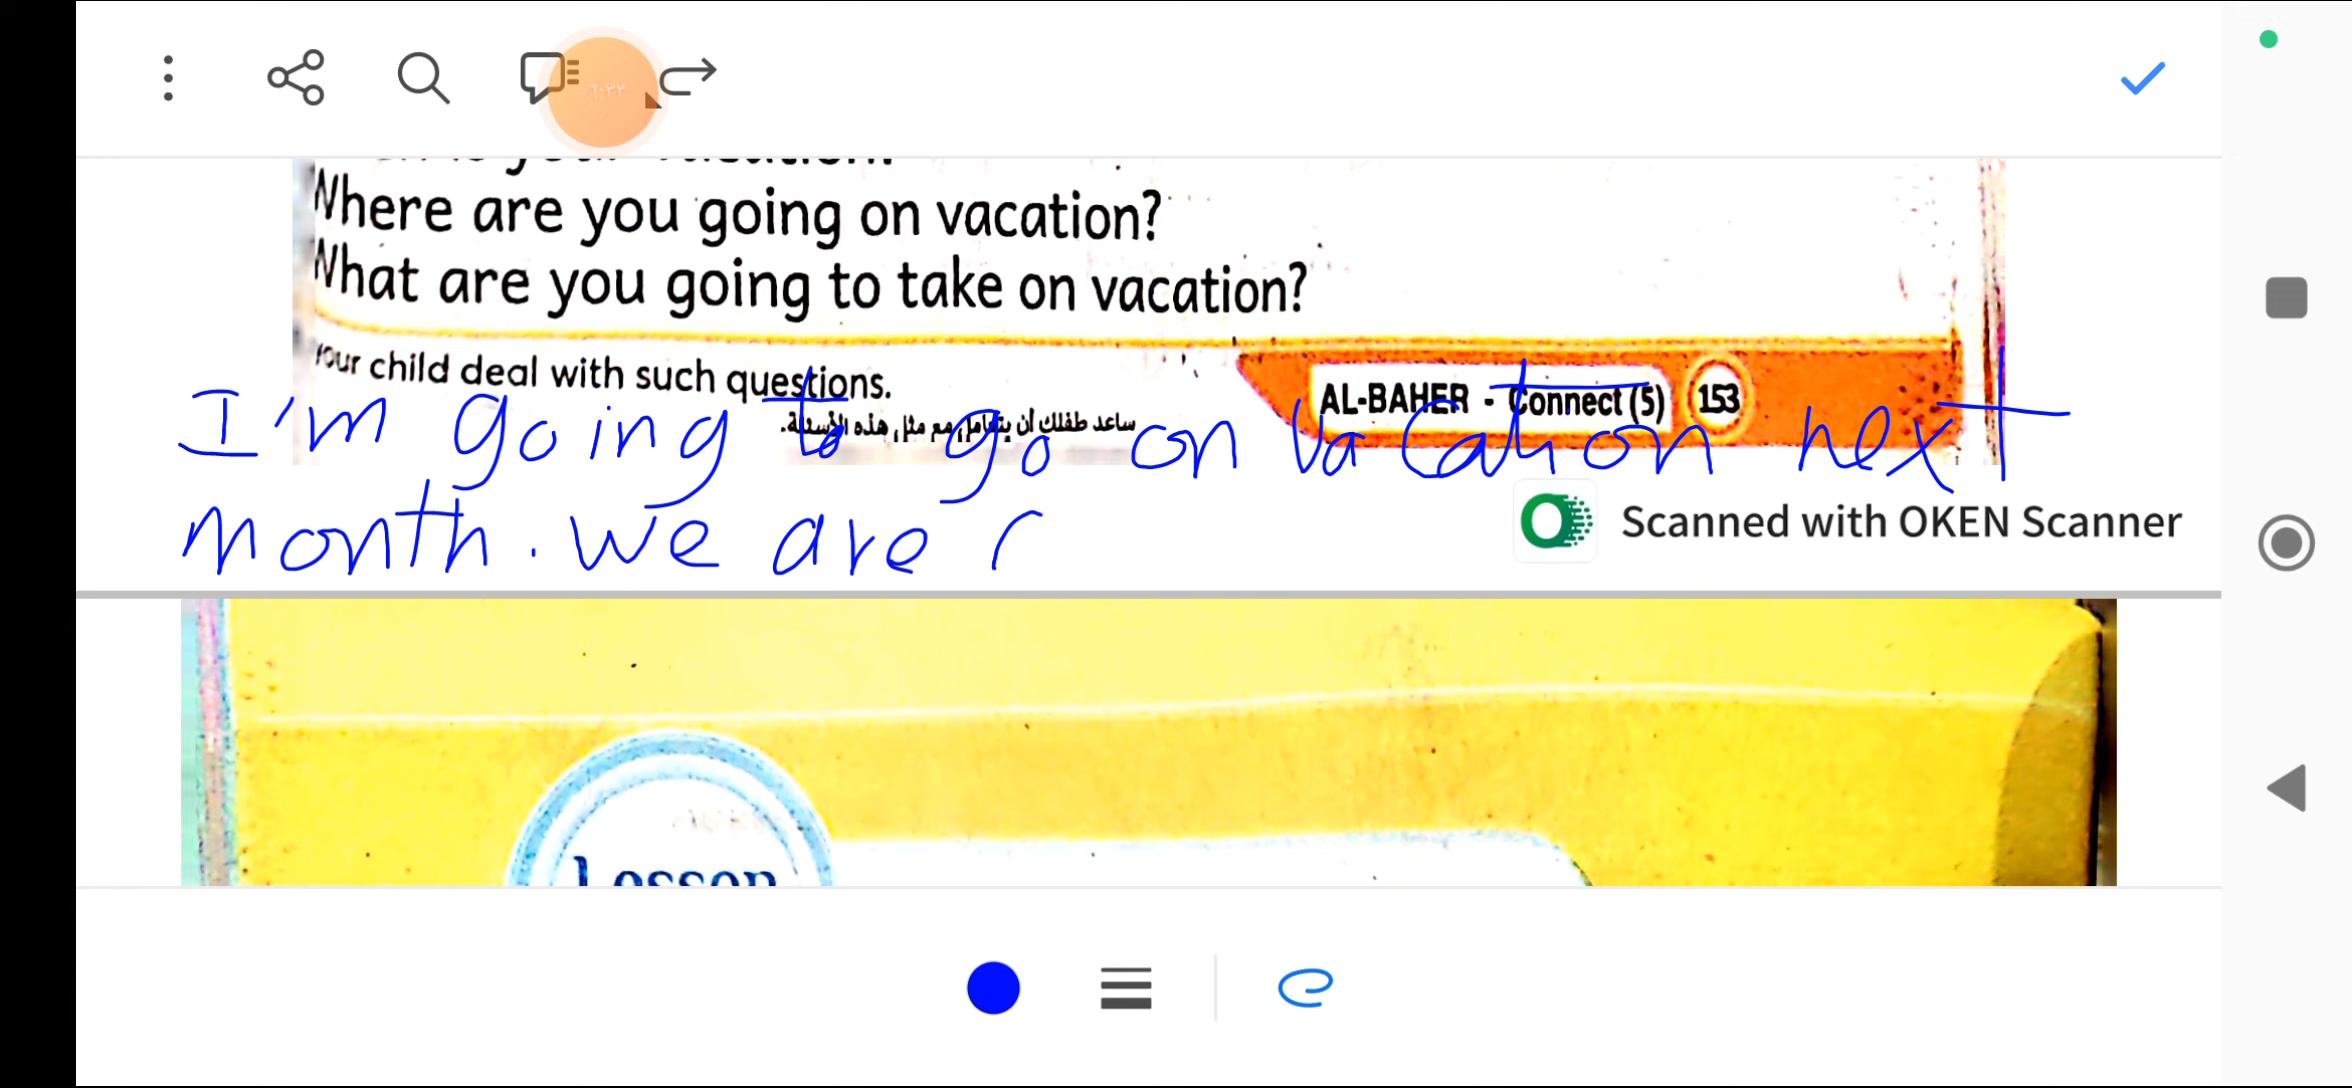 Where are you going on vacation?
What are you going to take on vacation?
your child deal with such questions.
ساعد طفلك أن يتعامل مع مثل هذه الأسئلة.
AL-BAHER - Connect (5) 153
I'm going to go on vacation next
month. We are
Scanned with OKEN Scanner
Lesson